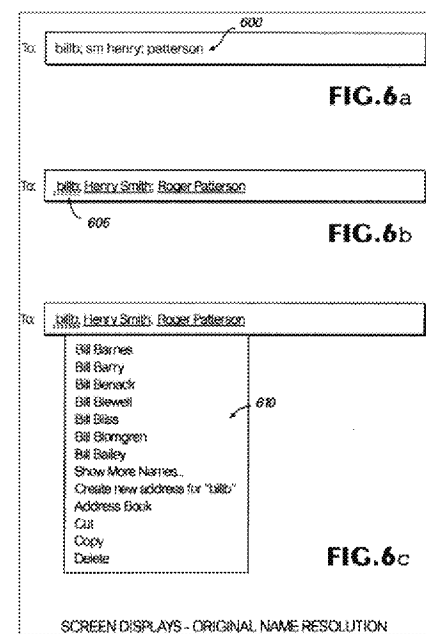 600
To: billb; sm henry; patterson
FIG.6a
To: billb; Henry Smith; Roger Patterson
605
FIG.6b
To: billb; Henry Smith; Roger Patterson
Bill Barnes
Bill Barry
Bill Benack
Bill Blewell
Bill Bliss
610
Bill Blomgren
Bill Bailey
Show More Names...
Create new address for "billb"
Address Book
Cut
Copy
Delete
FIG.6c
SCREEN DISPLAYS - ORIGINAL NAME RESOLUTION